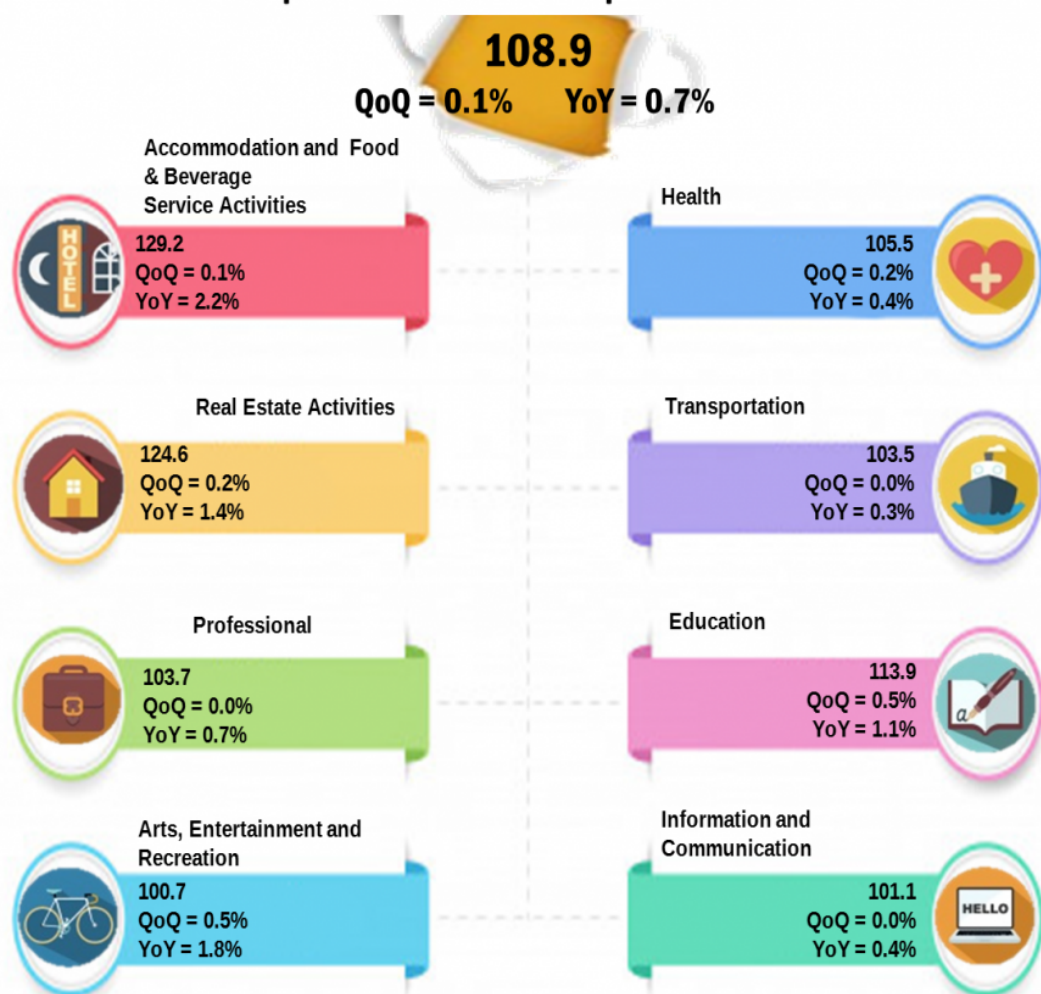 108.9
QoQ = 0.1% YoY = 0.7%
Accommodation and Food
& Beverage
Service Activities
HOTEL
129.2
QoQ = 0.1%
YoY = 2.2%
Health
105.5
QoQ = 0.2%
YoY = 0.4%
Real Estate Activities
124.6
QoQ = 0.2%
YoY = 1.4%
Transportation
103.5
QoQ = 0.0%
YoY = 0.3%
Professional
103.7
QoQ = 0.0%
YoY = 0.7%
Education
113.9
QoQ = 0.5%
YoY = 1.1%
a
Arts, Entertainment and
Recreation
100.7
QoQ = 0.5%
YoY = 1.8%
Information and
Communication
101.1
QoQ = 0.0%
YoY = 0.4%
HELLO